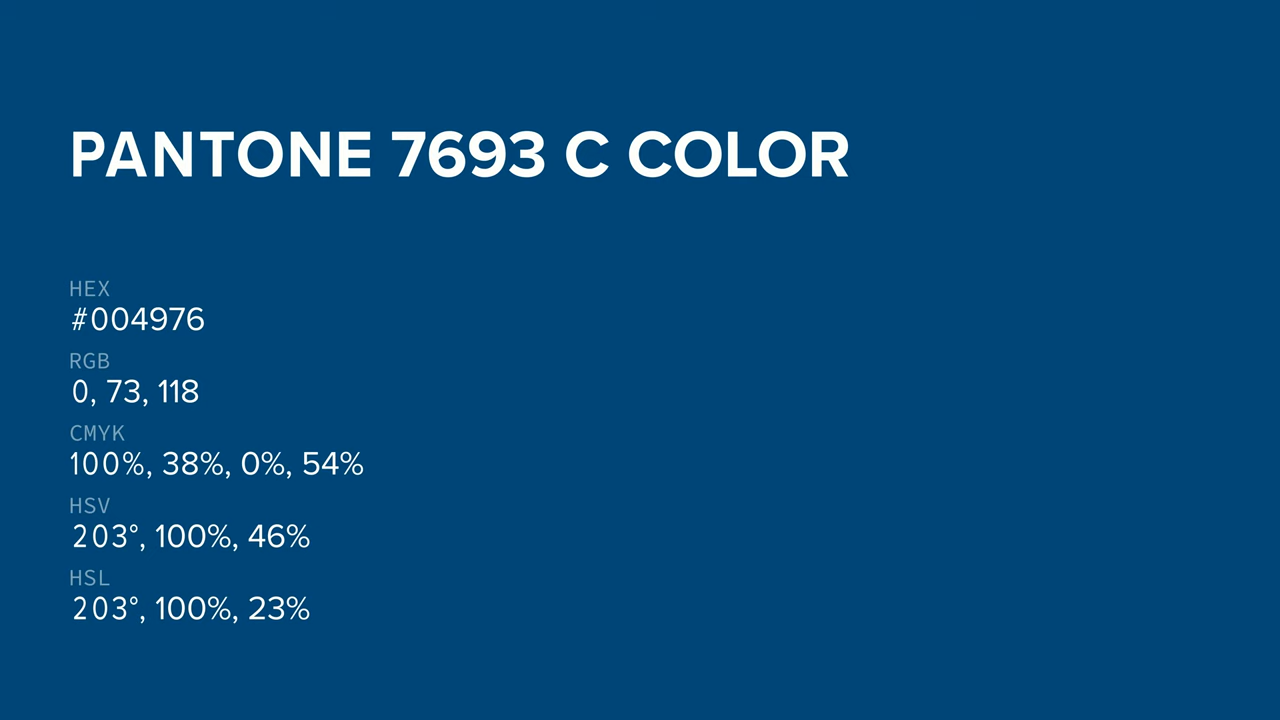 PANTONE 7693 C COLOR
HEX
#004976
RGB
0, 73, 118
CMYK
100%, 38%, 0%, 54%
HSV
203°, 100%, 46%
HSL
203°, 100%, 23%